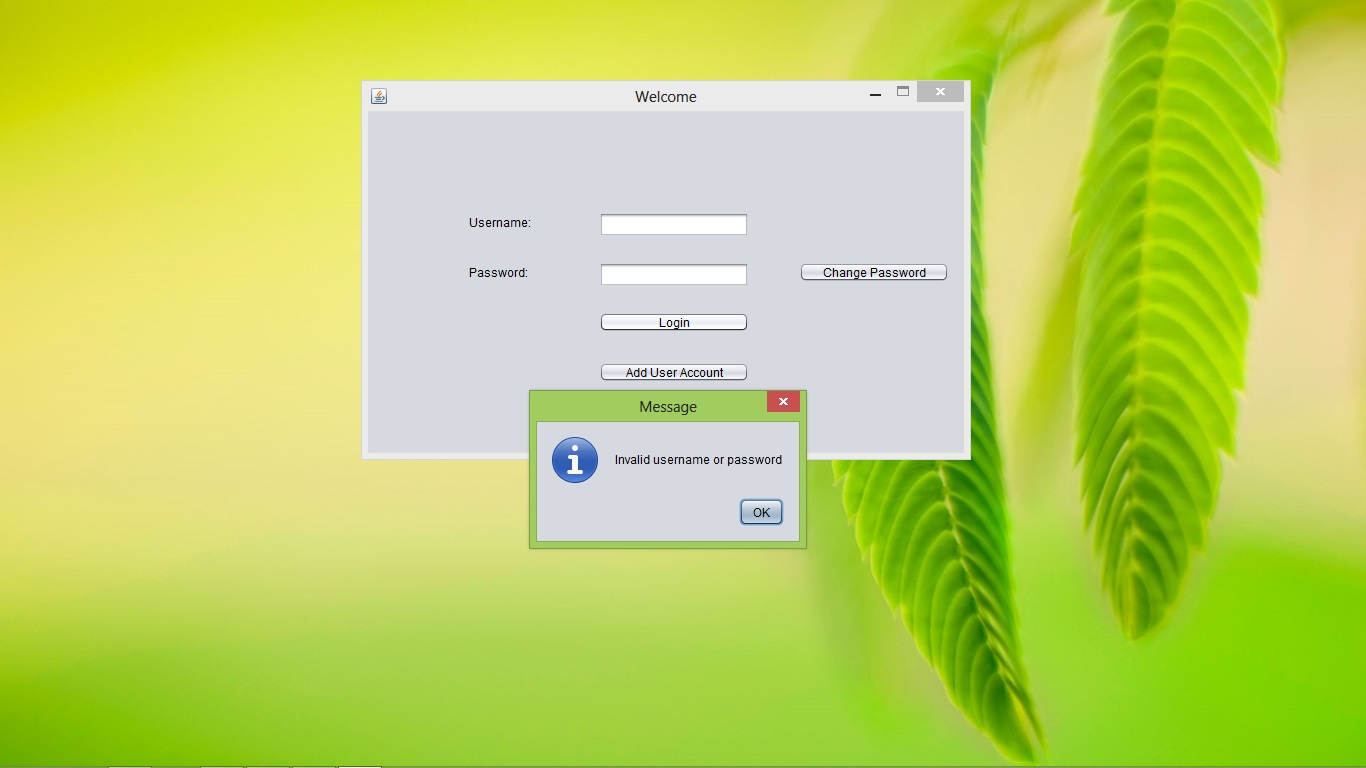 Welcome
Username:
Password:
Change Password
Login
Add User Account
Message
Invalid username or password
OK